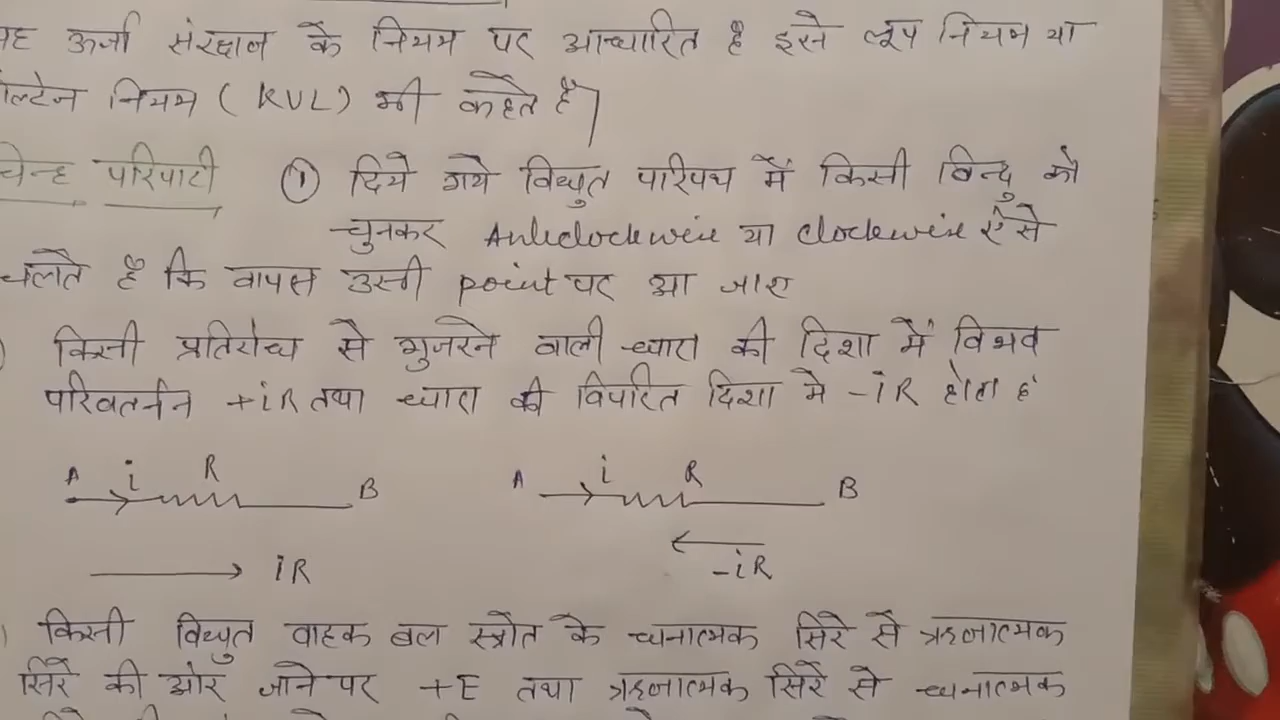 यह ऊर्जा संरक्षण के नियम पर आधारित है इसे लूप नियम या
वोल्टेज नियम (KVL) भी कहते है
चिन्ह परिपाटी ① दिये गये विद्युत परिपथ में किसी बिन्दु को
चुनकर Anticlockwise या clockwise ऐसे
चलते है कि वापस उसी point पर आ जाए
किसी प्रतिरोध से गुजरने वाली धारा की दिशा में विभव
परिवर्तन +iR तथा धारा की विपरित दिशा मे -iR होता है
A i R B A i R B
iR -iR
किसी विद्युत वाहक बल स्त्रोत के धनात्मक सिरे से ऋणात्मक
सिरे की ओर जाने पर +E तथा ऋणात्मक सिरे से धनात्मक